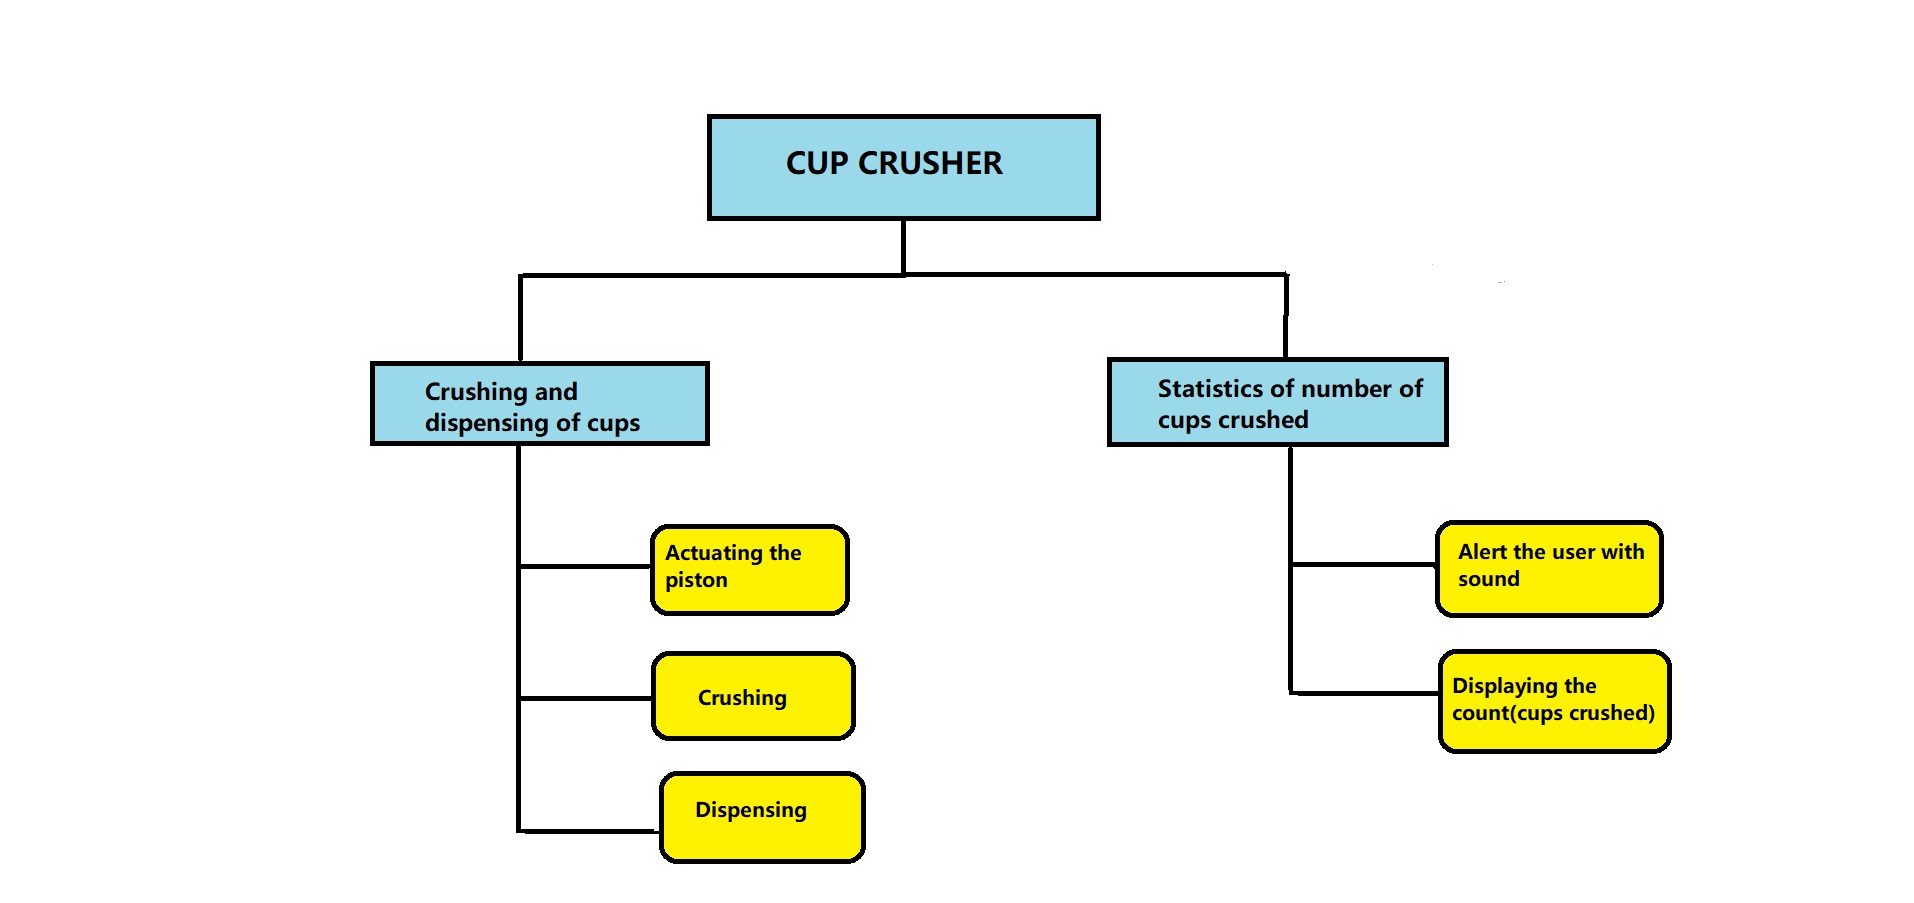 CUP CRUSHER
Crushing and
dispensing of cups
Statistics of number of
cups crushed
Actuating the
piston
Crushing
Dispensing
Alert the user with
sound
Displaying the
count(cups crushed)